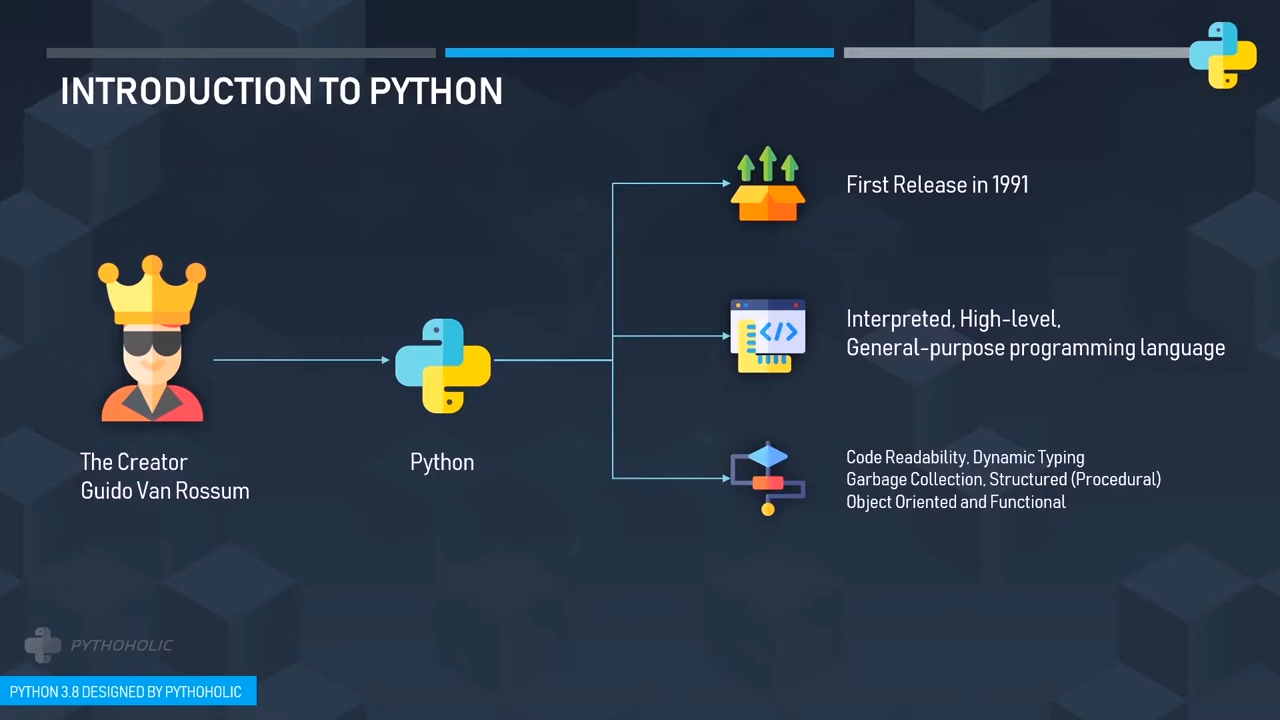 INTRODUCTION TO PYTHON
First Release in 1991
Interpreted, High-level,
General-purpose programming language
The Creator
Guido Van Rossum
Python
Code Readability, Dynamic Typing
Garbage Collection, Structured (Procedural)
Object Oriented and Functional
PYTHOHOLIC
PYTHON 3.8 DESIGNED BY PYTHOHOLIC